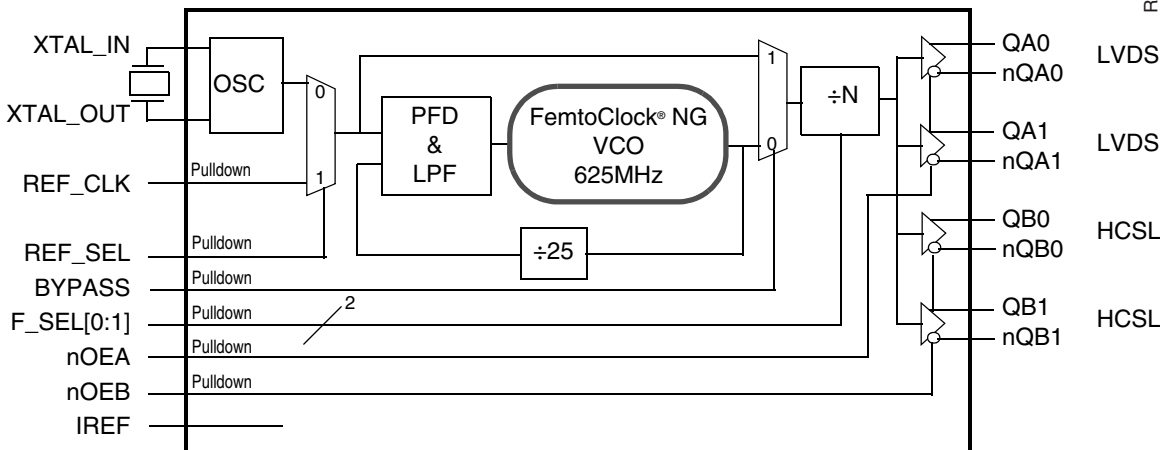 XTAL_IN
XTAL_OUT
OSC
0
1
REF_CLK
Pulldown
REF_SEL
Pulldown
BYPASS
Pulldown
F_SEL[0:1]
Pulldown
2
nOEA
Pulldown
nOEB
Pulldown
IREF
PFD
&
LPF
FemtoClock® NG
VCO
625MHz
÷25
1
0
÷N
QA0
nQA0
LVDS
QA1
nQA1
LVDS
QB0
nQB0
HCSL
QB1
nQB1
HCSL